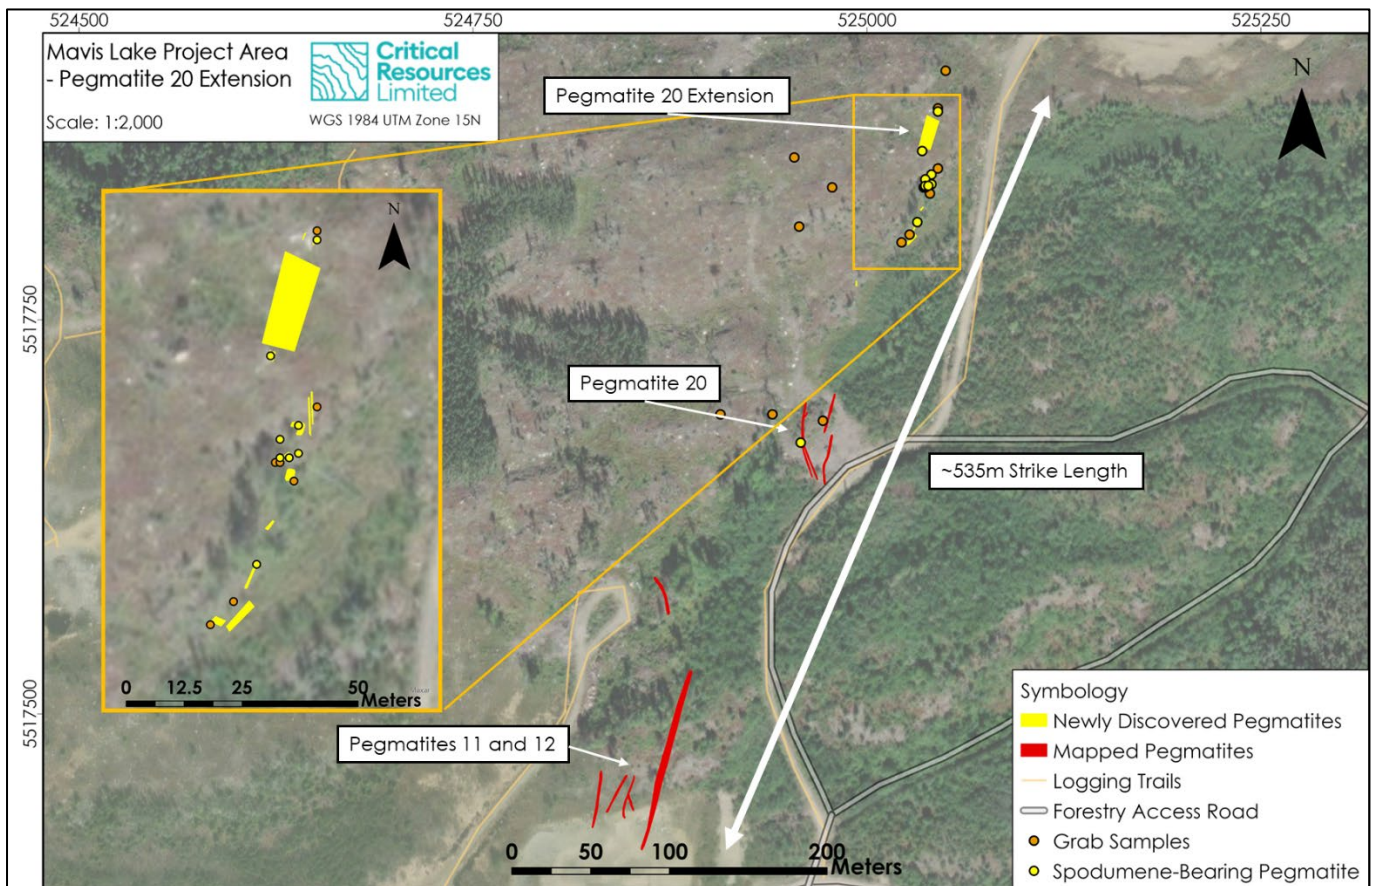 524500
524750
525000
525250
Mavis Lake Project Area
- Pegmatite 20 Extension
Scale: 1:2,000
Critical
Resources
Limited
WGS 1984 UTM Zone 15N
Pegmatite 20 Extension
N
N
5517750
Pegmatite 20
~535m Strike Length
0 12.5 25 50
Meters
Maxar
5517500
Pegmatites 11 and 12
0 50 100 200
Meters
Symbology
Newly Discovered Pegmatites
Mapped Pegmatites
Logging Trails
Forestry Access Road
Grab Samples
Spodumene-Bearing Pegmatite